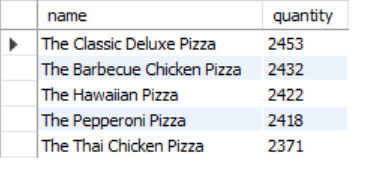 name quantity
The Classic Deluxe Pizza 2453
The Barbecue Chicken Pizza 2432
The Hawaiian Pizza 2422
The Pepperoni Pizza 2418
The Thai Chicken Pizza 2371